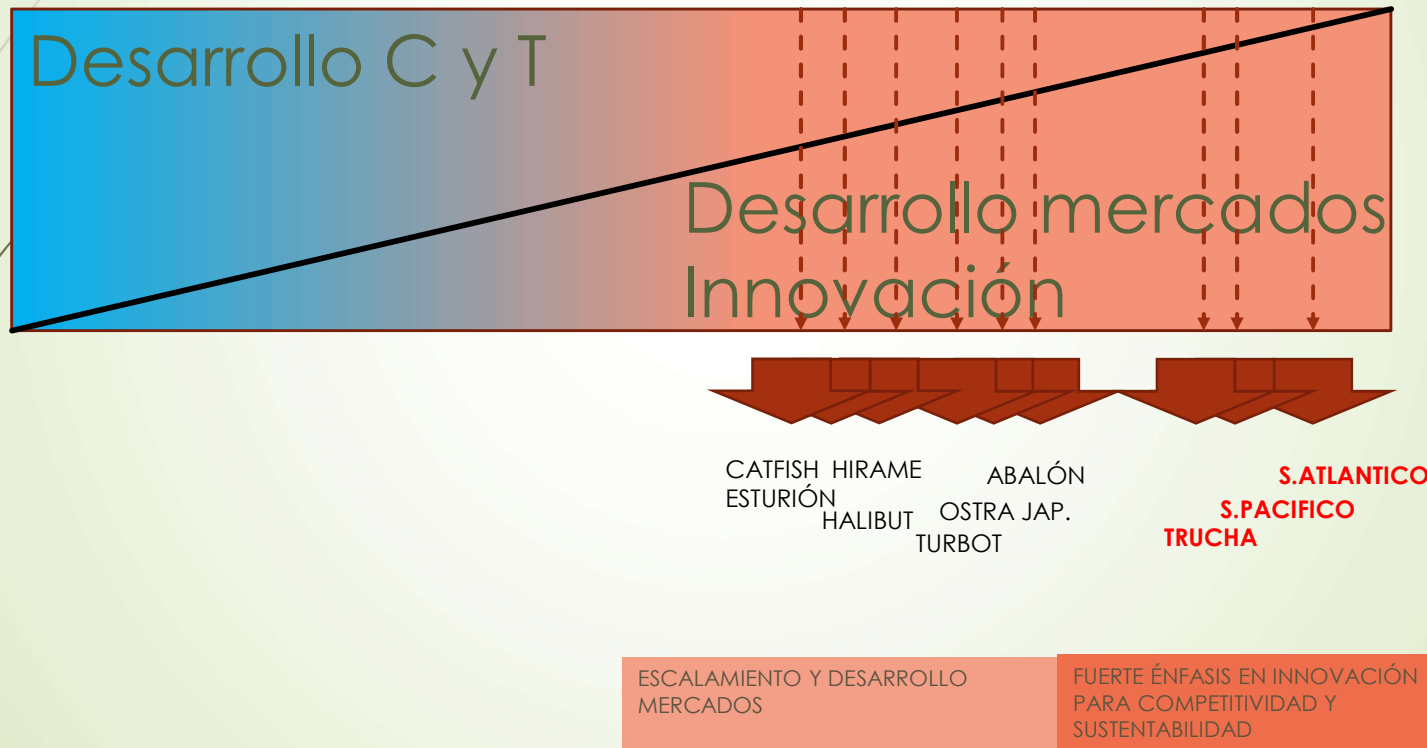 Desarrollo C y T
Desarrollo mercados
Innovación
CATFISH HIRAME
ESTURIÓN
HALIBUT
ABALÓN
OSTRA JAP.
TURBOT
S.ATLANTICO
S.PACIFICO
TRUCHA
ESCALAMIENTO Y DESARROLLO
MERCADOS
FUERTE ÉNFASIS EN INNOVACIÓN
PARA COMPETITIVIDAD Y
SUSTENTABILIDAD